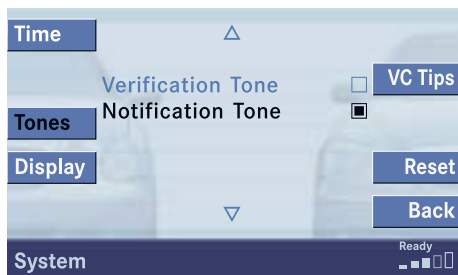 Time
Verification Tone
VC Tips
Notification Tone
Tones
Display
Reset
Back
System
Ready